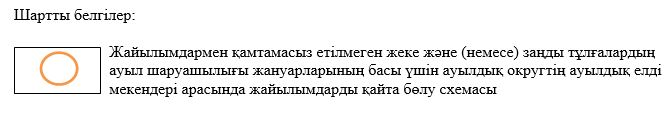 Шартты белгілер:
Жайылымдармен қамтамасыз етілмеген жеке және (немесе) заңды тұлғалардың
ауыл шаруашылығы жануарларының басы үшін ауылдық округтің ауылдық елді
мекендері арасында жайылымдарды қайта бөлу схемасы